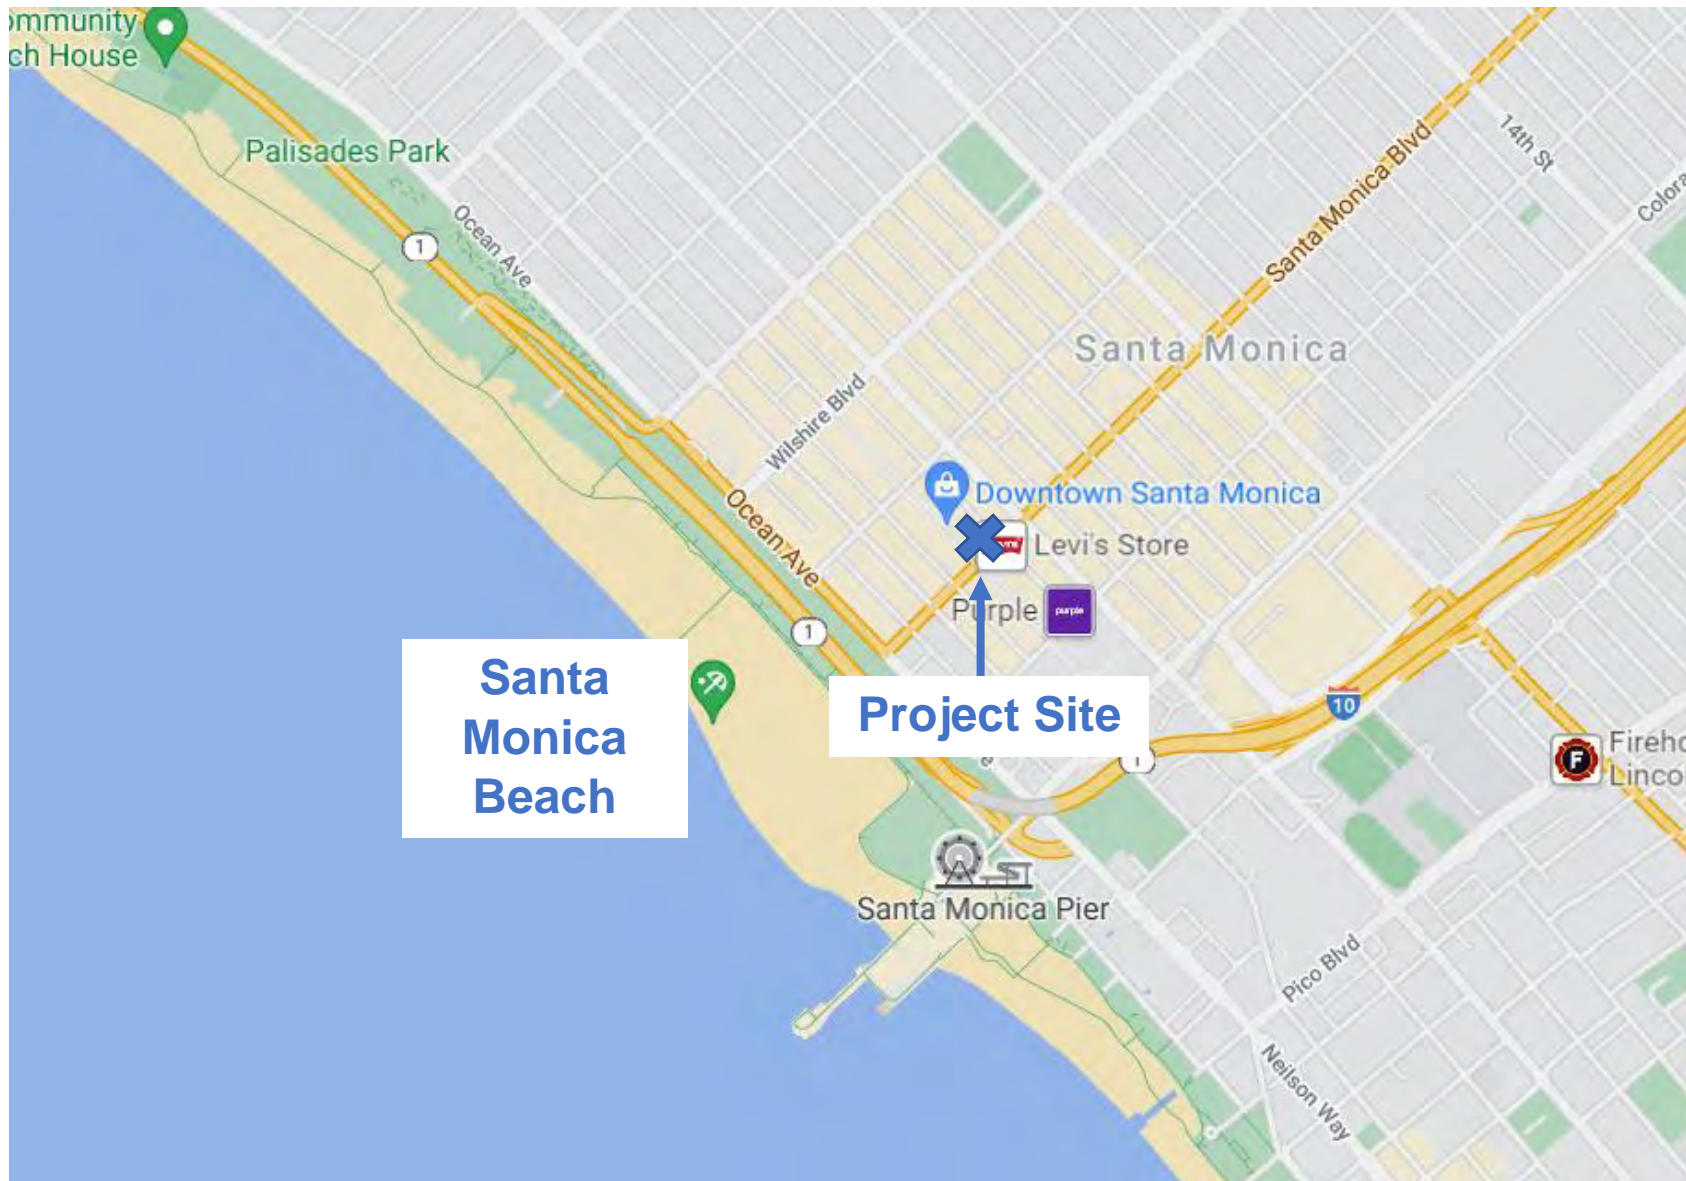 ommunity
ch House
Palisades Park
14th St
Santa Monica Blvd
Colora
Ocean Ave
1
Santa Monica
Wilshire Blvd
Downtown Santa Monica
Ocean Ave
Levi's Store
Purple
purple
1
Santa
Monica
Beach
Project Site
10
1
F
Fireho
Linco
Santa Monica Pier
Pico Blvd
Neilson Way